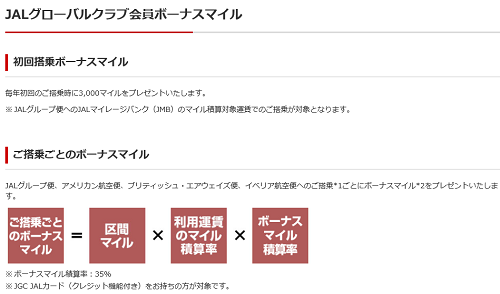 JALグローバルクラブ会員ボーナスマイル
初回搭乗ボーナスマイル
毎年初回のご搭乗時に3,000マイルをプレゼントいたします。
※ JALグループ便へのJALマイレージバンク（JMB）のマイル積算対象運賃でのご搭乗が対象となります。
ご搭乗ごとのボーナスマイル
JALグループ便、アメリカン航空便、ブリティッシュ・エアウェイズ便、イベリア航空便へのご搭乗*1ごとにボーナスマイル*2をプレゼントいたしま
す。
ご搭乗ごと
のボーナス
マイル
=
区間
マイル
×
利用運賃
のマイル
積算率
×
ボーナス
マイル
積算率
※ ボーナスマイル積算率：35%
※ JGC JALカード（クレジット機能付き）をお持ちの方が対象です。